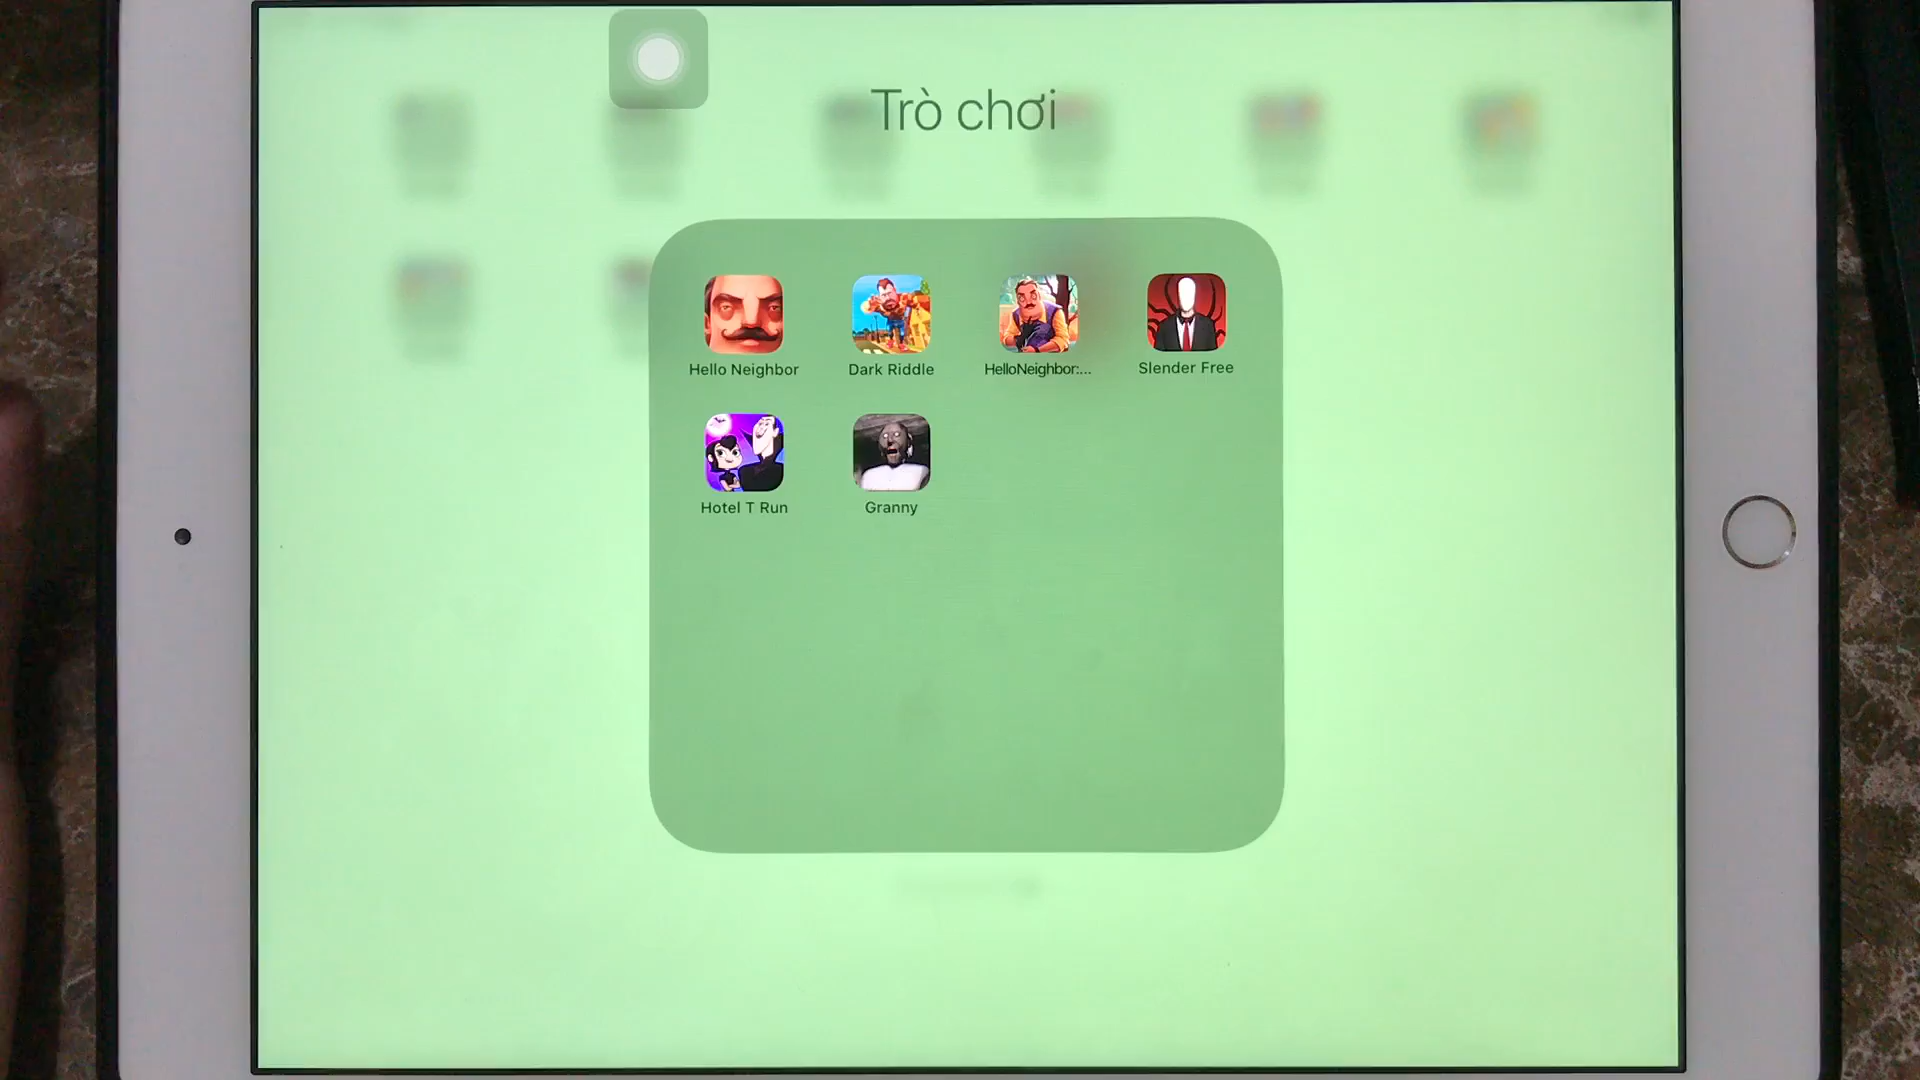 Trò chơi
Hello Neighbor
Dark Riddle
HelloNeighbor:...
Slender Free
Hotel T Run
Granny